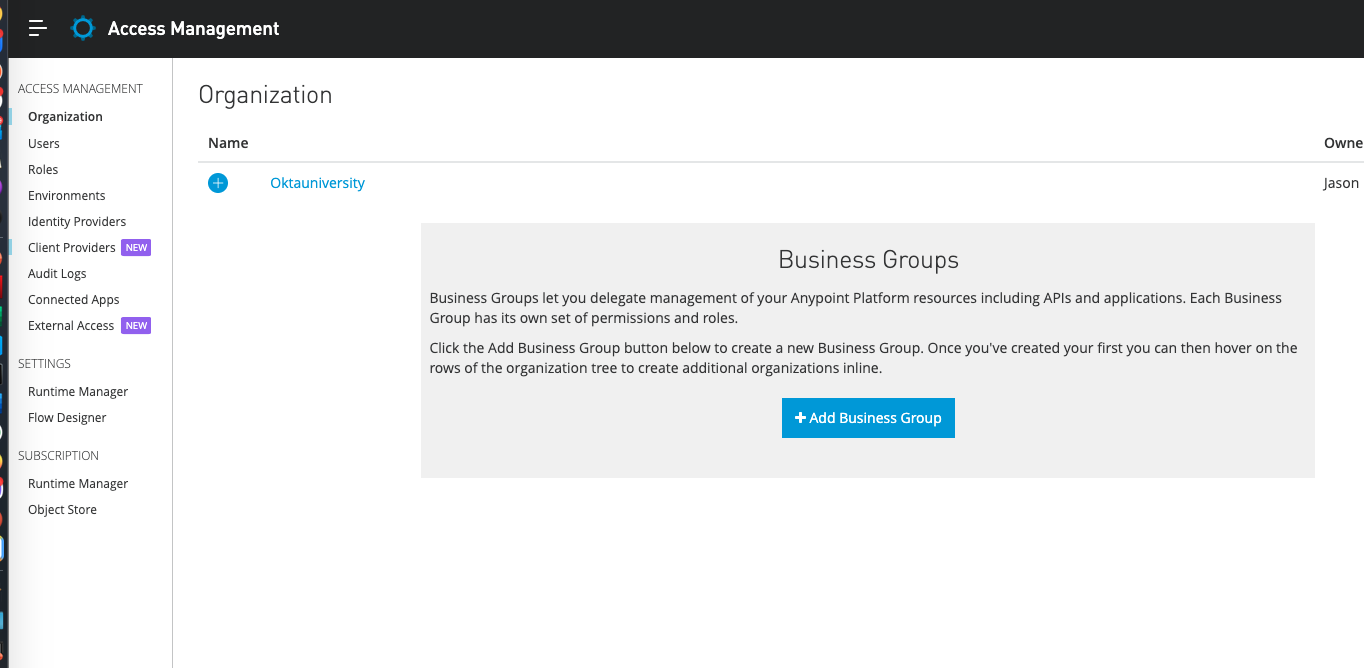 Access Management
ACCESS MANAGEMENT
Organization
Users
Roles
Environments
Identity Providers
Client Providers NEW
Audit Logs
Connected Apps
External Access NEW
SETTINGS
Runtime Manager
Flow Designer
SUBSCRIPTION
Runtime Manager
Object Store
Organization
Name Owne
Oktauniversity Jason
Business Groups
Business Groups let you delegate management of your Anypoint Platform resources including APIs and applications. Each Business
Group has its own set of permissions and roles.
Click the Add Business Group button below to create a new Business Group. Once you've created your first you can then hover on the
rows of the organization tree to create additional organizations inline.
+ Add Business Group